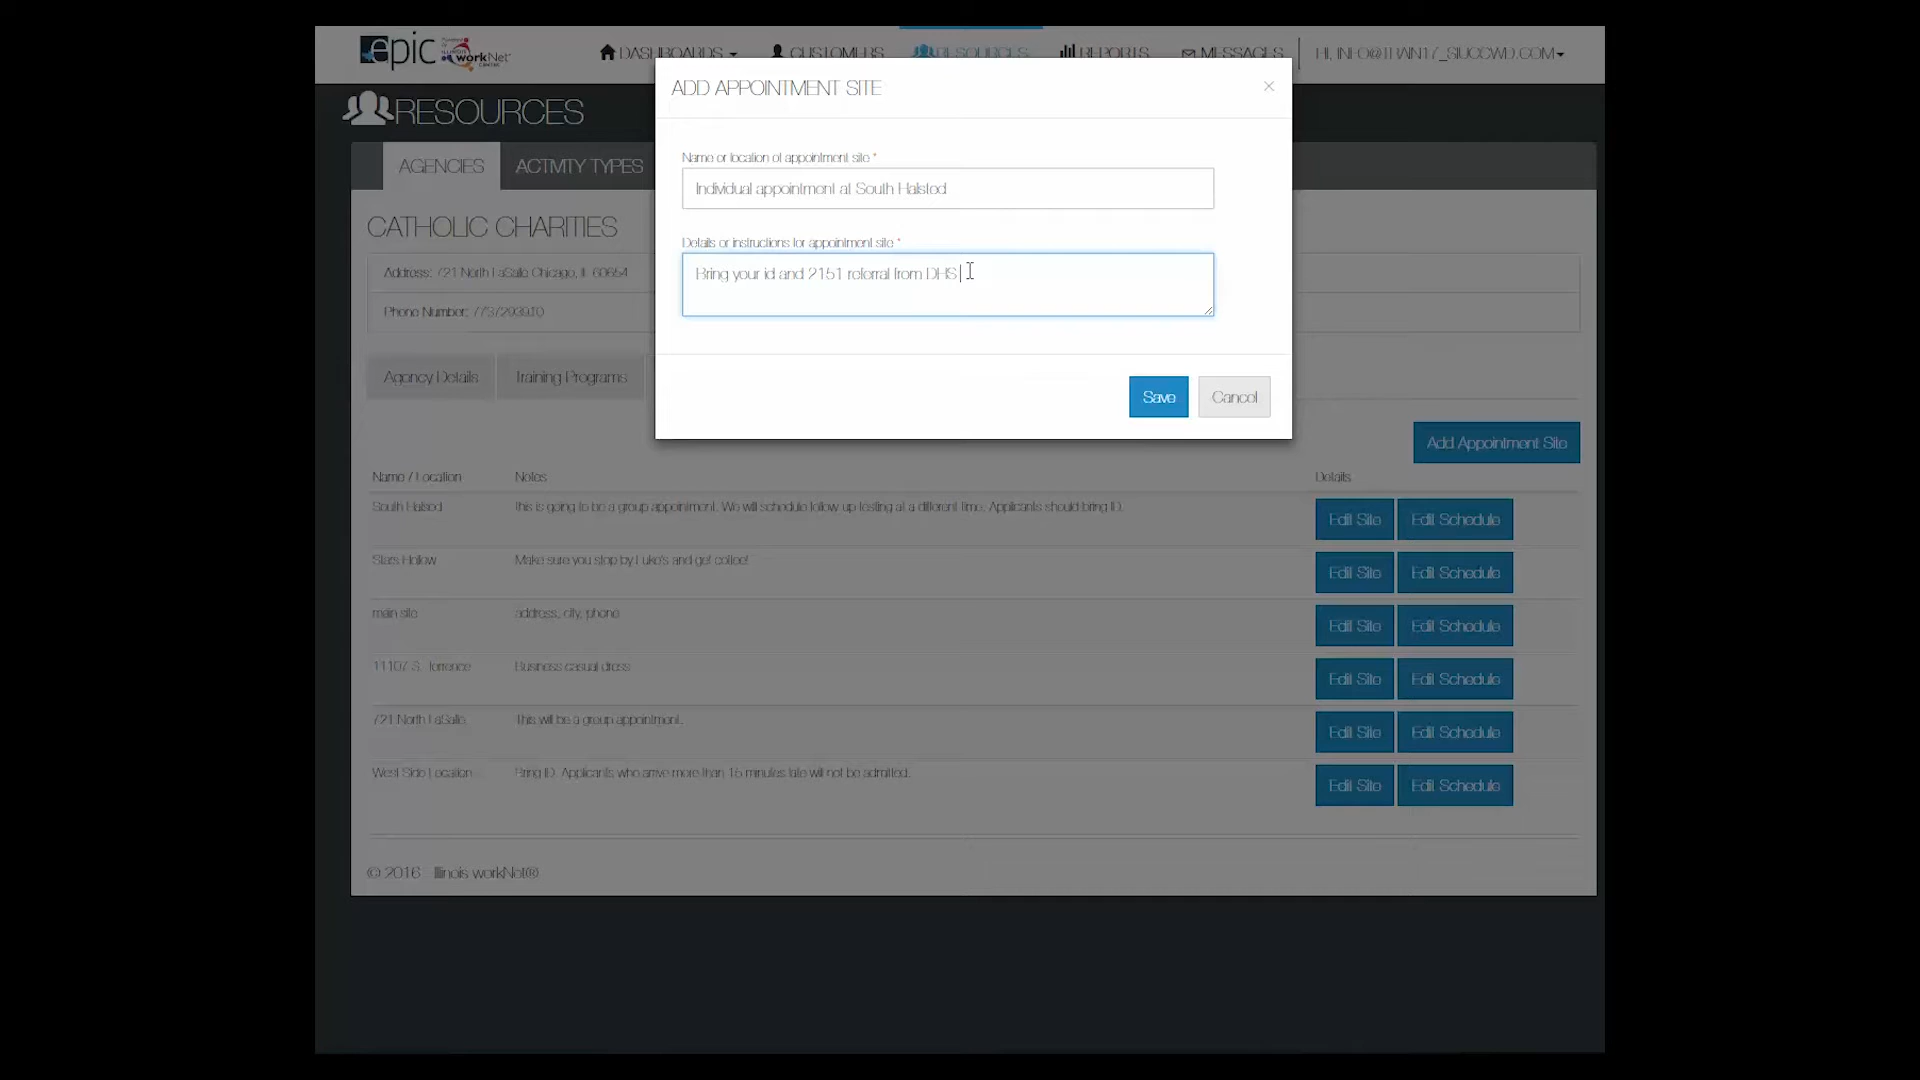 epic
workNet
DASHBOARDS
CUSTOMERS
RESOURCES
REPORTS
MESSAGES
HI, INFO@TRAIN17_SIUCCWD.COM
RESOURCES
ADD APPOINTMENT SITE
×
Name or location of appointment site *
Individual appointment at South Halsted
Details or instructions for appointment site *
Bring your id and 2151 referral from DHS
Save
Cancel
AGENCIES
ACTIVITY TYPES
CATHOLIC CHARITIES
Address: 721 North LaSalle Chicago, IL 60654
Phone Number: 7737293910
Agency Details
Training Programs
Add Appointment Site
Name / Location
Notes
Details
South Halsted
this is going to be a group appointment. We will schedule follow up testing at a different time. Applicants should bring ID.
Edit Site
Edit Schedule
Stars Hollow
Make sure you stop by Luke's and get coffee!
Edit Site
Edit Schedule
main site
address, city, phone
Edit Site
Edit Schedule
11107 S. Torrence
Business casual dress
Edit Site
Edit Schedule
721 North LaSalle
This will be a group appointment.
Edit Site
Edit Schedule
West Side Location
Bring ID. Applicants who arrive more than 15 minutes late will not be admitted.
Edit Site
Edit Schedule
© 2016 Illinois workNet®